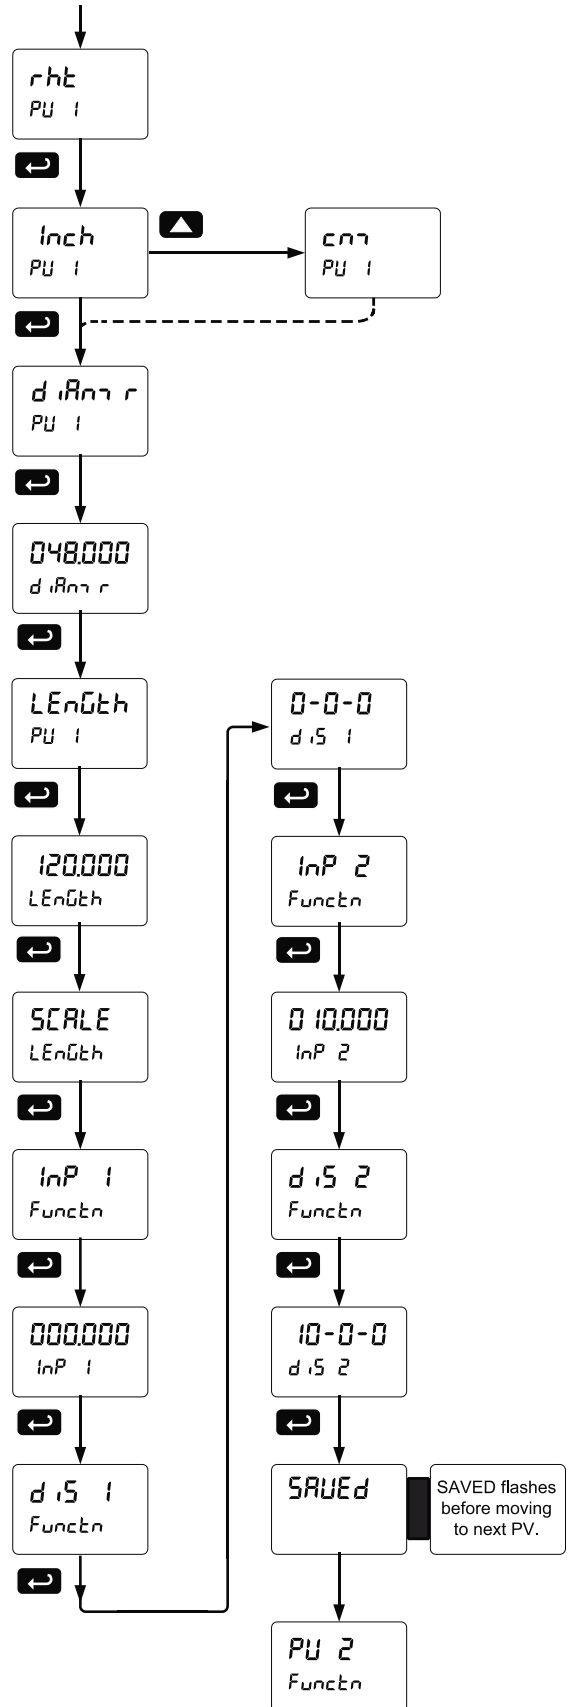 rht
PV 1
Inch
PV 1
cm
PV 1
diAm r
PV 1
048.000
diAm r
LEnGth
PV 1
120.000
LEnGth
SCALE
LEnGth
InP 1
Functn
000.000
InP 1
diS 1
Functn
0-0-0
diS 1
InP 2
Functn
010.000
InP 2
diS 2
Functn
10-0-0
diS 2
SAVEd
SAVED flashes
before moving
to next PV.
PV 2
Functn